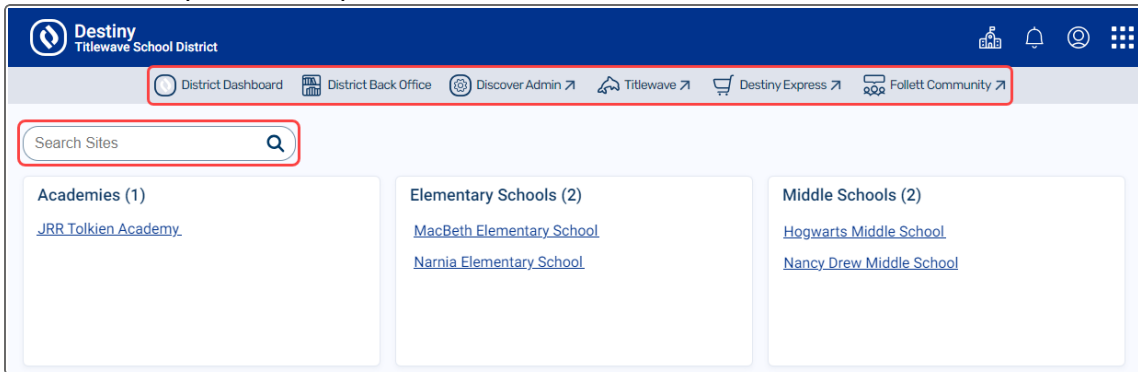 Destiny
Titlewave School District
District Dashboard District Back Office Discover Admin Titlewave Destiny Express Follett Community
Search Sites
Academies (1)
JRR Tolkien Academy
Elementary Schools (2)
MacBeth Elementary School
Narnia Elementary School
Middle Schools (2)
Hogwarts Middle School
Nancy Drew Middle School